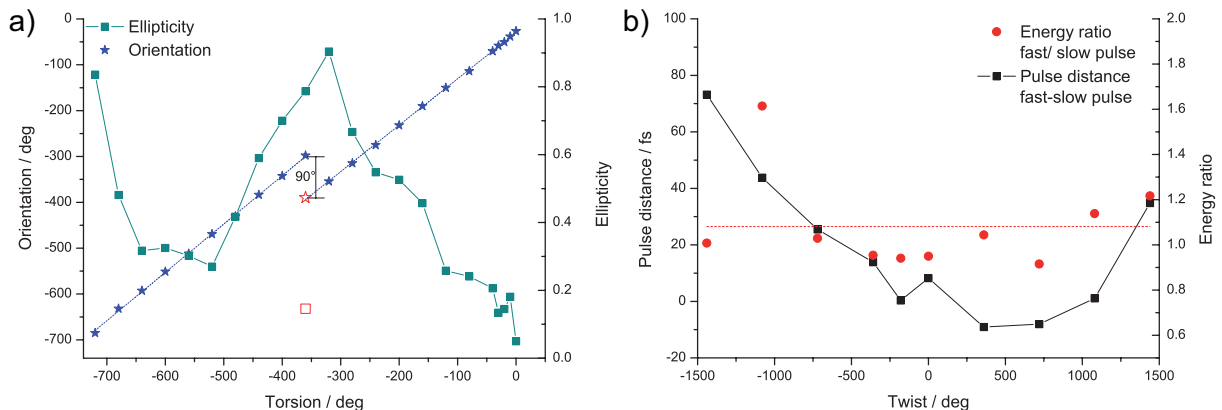 a)
Ellipticity
Orientation
0
-100
-200
-300
-400
-500
-600
-700
Orientation / deg
90°
1.0
0.8
0.6
0.4
0.2
0.0
Ellipticity
-700 -600 -500 -400 -300 -200 -100 0
Torsion / deg
b)
Energy ratio
fast/ slow pulse
Pulse distance
fast-slow pulse
100
80
60
40
20
0
-20
Pulse distance / fs
2.0
1.8
1.6
1.4
1.2
1.0
0.8
0.6
Energy ratio
-1500 -1000 -500 0 500 1000 1500
Twist / deg